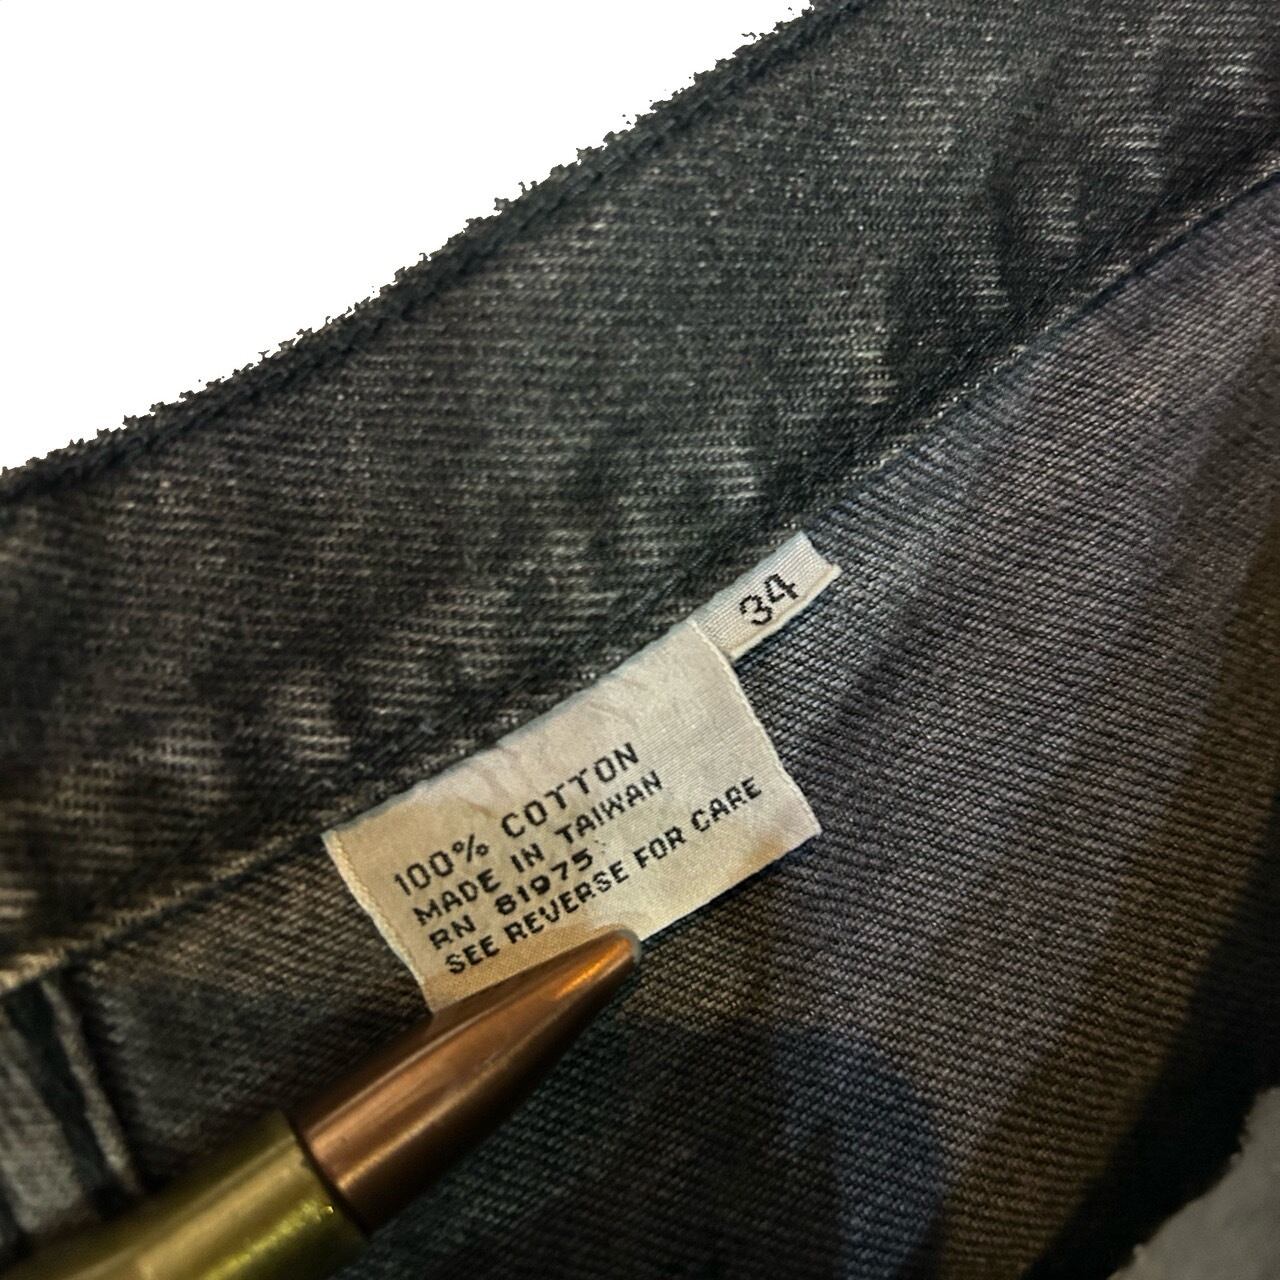 34
100% COTTON
MADE IN TAIWAN
RN 81975
SEE REVERSE FOR CARE